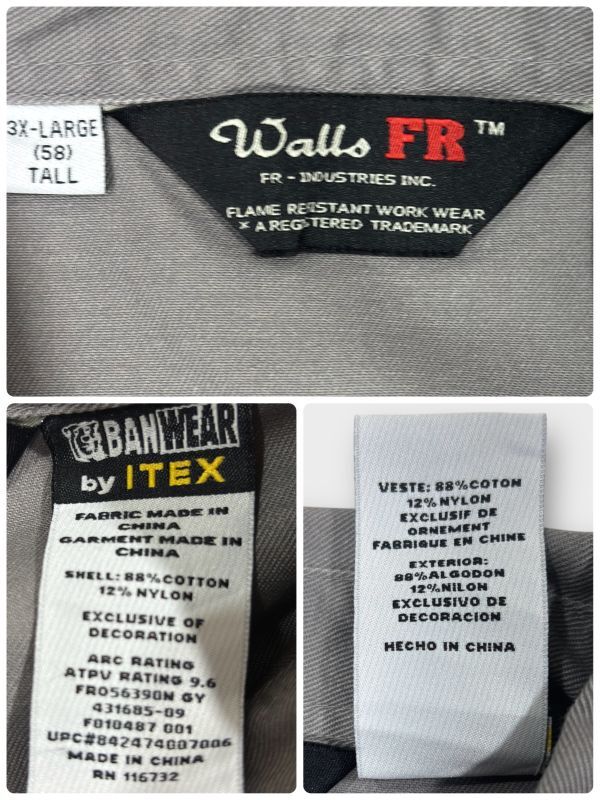 3X-LARGE
(58)
TALL
Walls FR™
FR - INDUSTRIES INC.
FLAME RESISTANT WORK WEAR
* A REGISTERED TRADEMARK
BANWEAR
by ITEX
FABRIC MADE IN
CHINA
GARMENT MADE IN
CHINA
SHELL: 88%COTTON
12% NYLON
EXCLUSIVE OF
DECORATION
ARC RATING
ATPV RATING 9.6
FRO56390N GY
431685-09
F010487 001
UPC#842474007006
MADE IN CHINA
RN 116732
VESTE: 88%COTON
12%NYLON
EXCLUSIF DE
ORNEMENT
FABRIQUE EN CHINE
EXTERIOR:
88%ALGODON
12%NILON
EXCLUSIVO DE
DECORACION
HECHO IN CHINA